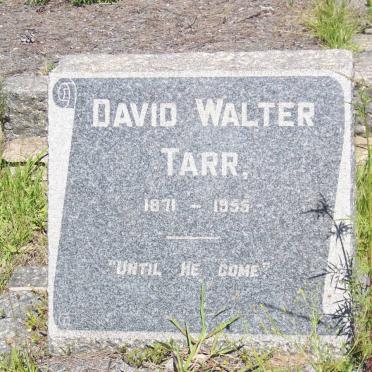 DAVID WALTER
TARR.
1871 - 1955
"UNTIL HE COME"